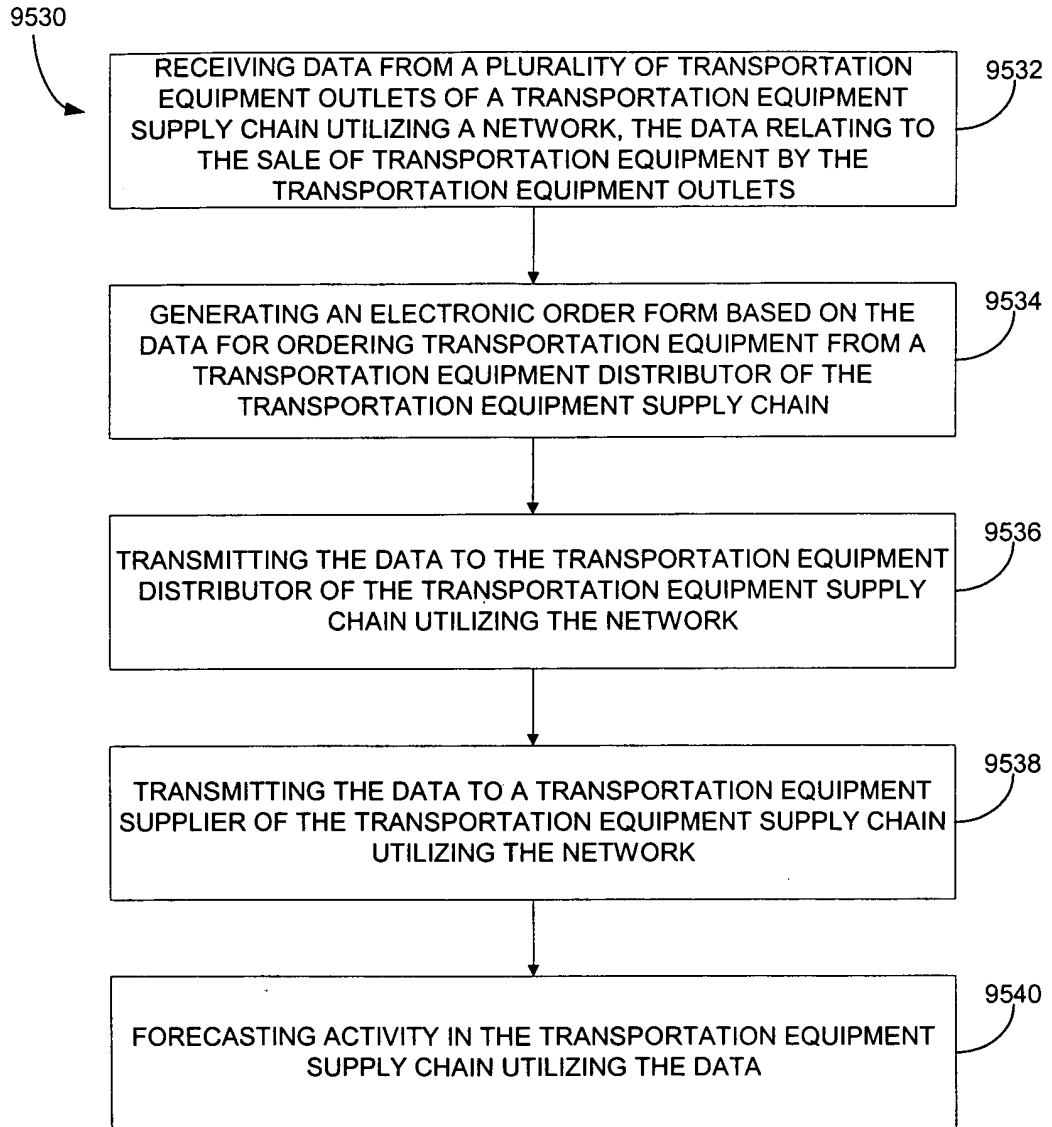 9530
RECEIVING DATA FROM A PLURALITY OF TRANSPORTATION
EQUIPMENT OUTLETS OF A TRANSPORTATION EQUIPMENT
SUPPLY CHAIN UTILIZING A NETWORK, THE DATA RELATING TO
THE SALE OF TRANSPORTATION EQUIPMENT BY THE
TRANSPORTATION EQUIPMENT OUTLETS
9532
GENERATING AN ELECTRONIC ORDER FORM BASED ON THE
DATA FOR ORDERING TRANSPORTATION EQUIPMENT FROM A
TRANSPORTATION EQUIPMENT DISTRIBUTOR OF THE
TRANSPORTATION EQUIPMENT SUPPLY CHAIN
9534
TRANSMITTING THE DATA TO THE TRANSPORTATION EQUIPMENT
DISTRIBUTOR OF THE TRANSPORTATION EQUIPMENT SUPPLY
CHAIN UTILIZING THE NETWORK
9536
TRANSMITTING THE DATA TO A TRANSPORTATION EQUIPMENT
SUPPLIER OF THE TRANSPORTATION EQUIPMENT SUPPLY CHAIN
UTILIZING THE NETWORK
9538
FORECASTING ACTIVITY IN THE TRANSPORTATION EQUIPMENT
SUPPLY CHAIN UTILIZING THE DATA
9540